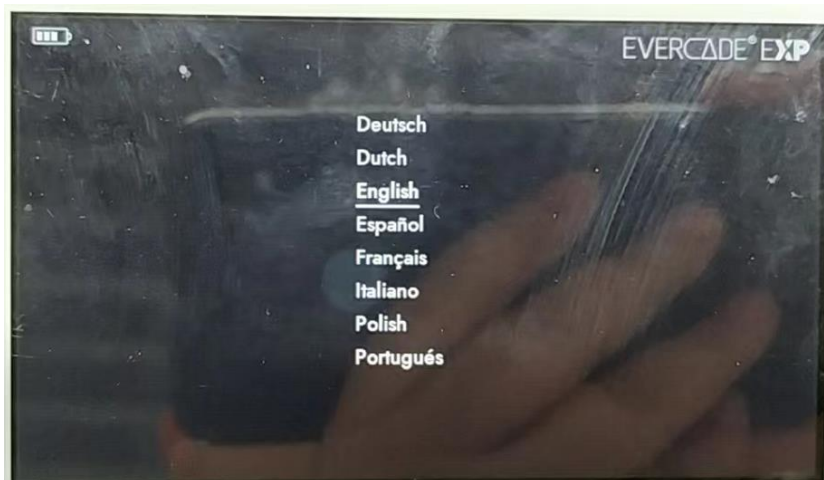 EVERCADE® EXP
Deutsch
Dutch
English
Español
Français
Italiano
Polish
Portugués